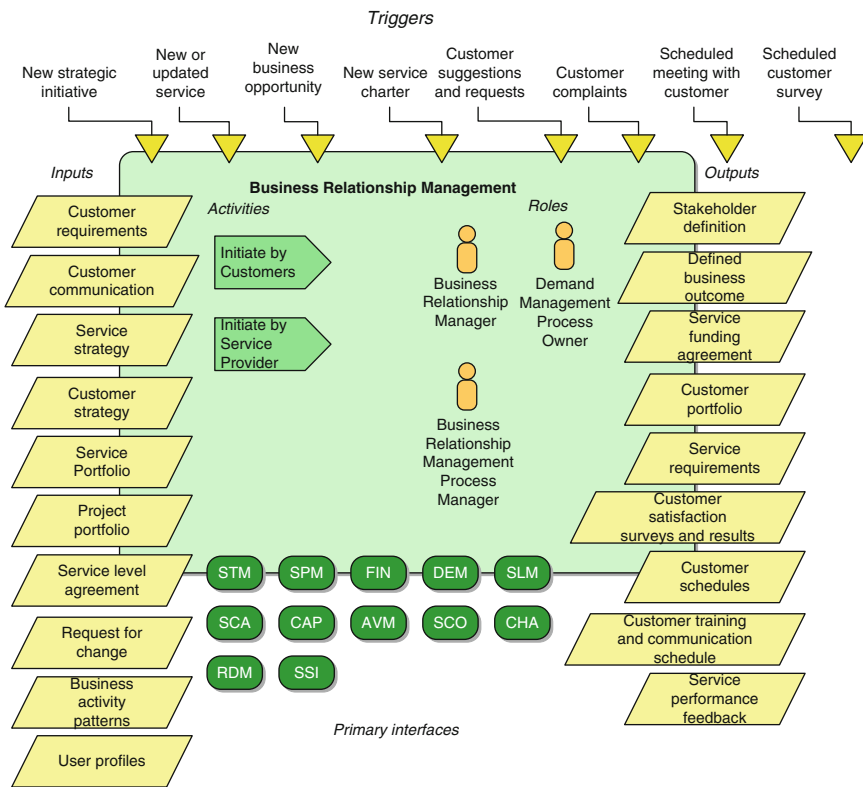 Triggers
New strategic
initiative
New or
updated
service
New
business
opportunity
New service
charter
Customer
suggestions
and requests
Customer
complaints
Scheduled
meeting with
customer
Scheduled
customer
survey
Inputs
Customer
requirements
Customer
communication
Service
strategy
Customer
strategy
Service
Portfolio
Project
portfolio
Service level
agreement
Request for
change
Business
activity
patterns
User profiles
Business Relationship Management
Activities
Initiate by
Customers
Initiate by
Service
Provider
Roles
Business
Relationship
Manager
Demand
Management
Process
Owner
Business
Relationship
Management
Process
Manager
Outputs
Stakeholder
definition
Defined
business
outcome
Service
funding
agreement
Customer
portfolio
Service
requirements
Customer
satisfaction
surveys and results
Customer
schedules
Customer training
and communication
schedule
Service
performance
feedback
STM SPM FIN DEM SLM
SCA CAP AVM SCO CHA
RDM SSI
Primary interfaces